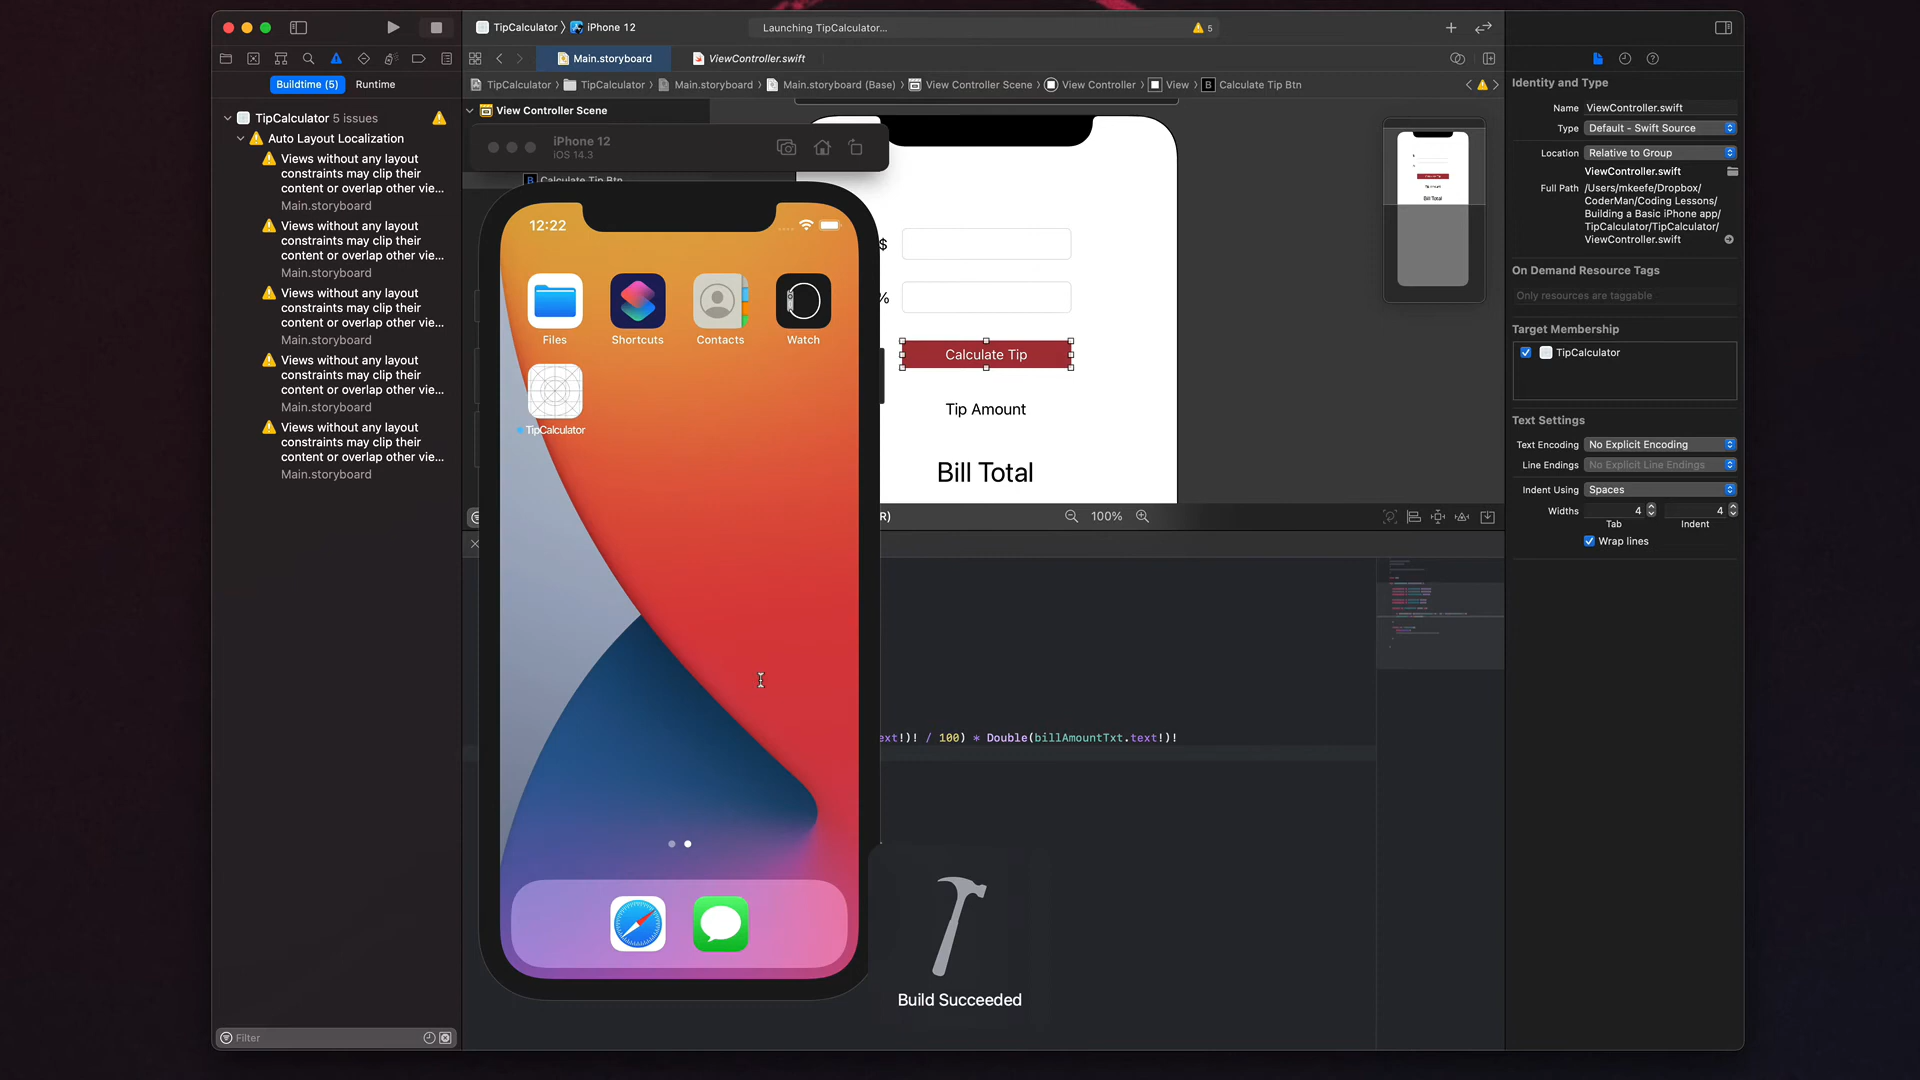 TipCalculator
iPhone 12
Launching TipCalculator...
5
Main.storyboard
ViewController.swift
Buildtime (5)
Runtime
TipCalculator
TipCalculator
Main.storyboard
Main.storyboard (Base)
View Controller Scene
View Controller
View
B
Calculate Tip Btn
TipCalculator 5 issues
Auto Layout Localization
Views without any layout
constraints may clip their
content or overlap other vie...
Main.storyboard
Views without any layout
constraints may clip their
content or overlap other vie...
Main.storyboard
Views without any layout
constraints may clip their
content or overlap other vie...
Main.storyboard
Views without any layout
constraints may clip their
content or overlap other vie...
Main.storyboard
Views without any layout
constraints may clip their
content or overlap other vie...
Main.storyboard
Filter
View Controller Scene
iPhone 12
iOS 14.3
B Calculate Tip Btn
12:22
Files
Shortcuts
Contacts
Watch
TipCalculator
$
%
Calculate Tip
Tip Amount
Bill Total
R)
100%
ext!)! / 100) * Double(billAmountTxt.text!)!
Build Succeeded
Identity and Type
Name ViewController.swift
Type Default - Swift Source
Location Relative to Group
ViewController.swift
Full Path /Users/mkeefe/Dropbox/
CoderMan/Coding Lessons/
Building a Basic iPhone app/
TipCalculator/TipCalculator/
ViewController.swift
On Demand Resource Tags
Only resources are taggable
Target Membership
TipCalculator
Text Settings
Text Encoding No Explicit Encoding
Line Endings No Explicit Line Endings
Indent Using Spaces
Widths 4 4
Tab Indent
Wrap lines